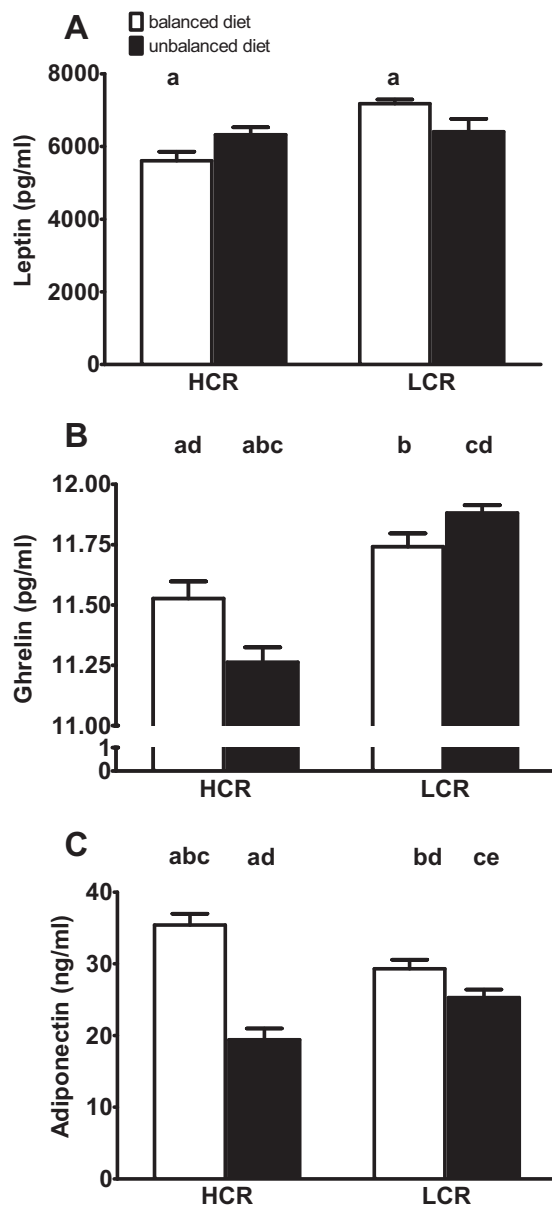 A
balanced diet
unbalanced diet
8000
a
a
6000
4000
2000
0
Leptin (pg/ml)
HCR
LCR
B
ad
abc
b
cd
12.00
11.75
11.50
11.25
11.00
1
0
Ghrelin (pg/ml)
HCR
LCR
C
abc
ad
bd
ce
40
30
20
10
0
Adiponectin (ng/ml)
HCR
LCR